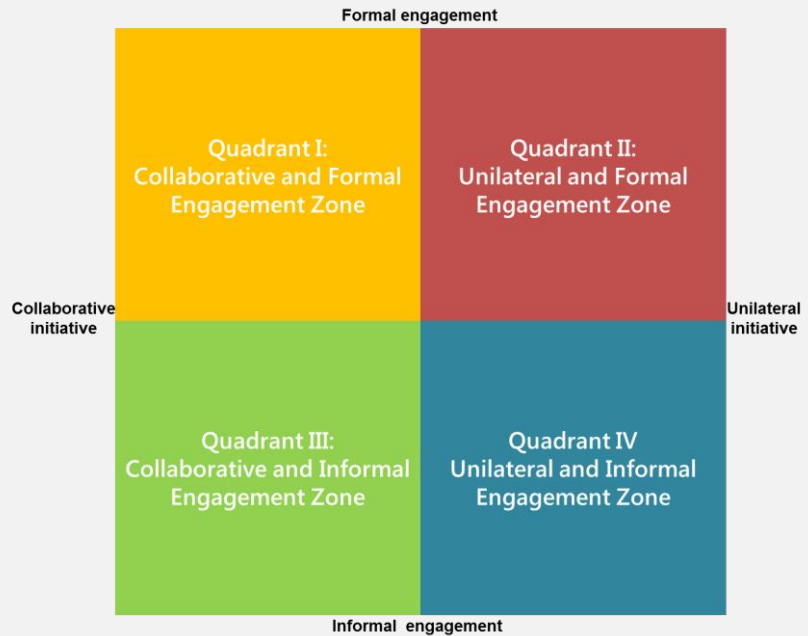 Formal engagement
Quadrant I:
Collaborative and Formal
Engagement Zone
Quadrant II:
Unilateral and Formal
Engagement Zone
Collaborative
initiative
Unilateral
initiative
Quadrant III:
Collaborative and Informal
Engagement Zone
Quadrant IV
Unilateral and Informal
Engagement Zone
Informal engagement